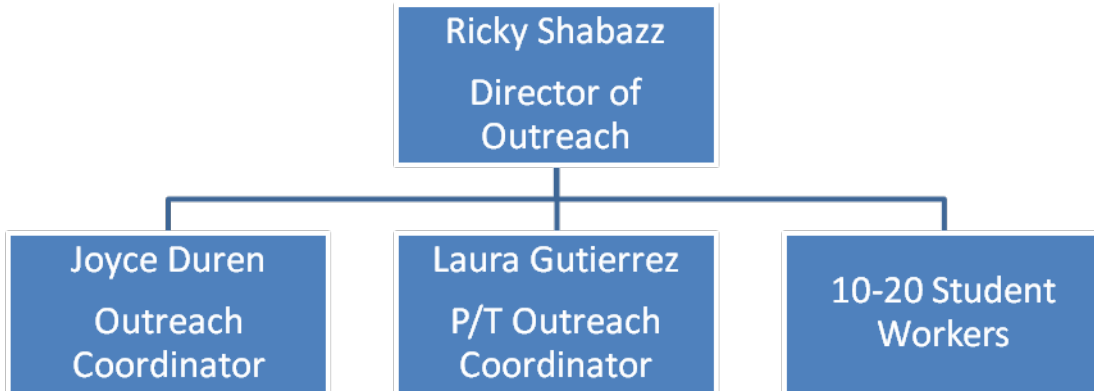 Ricky Shabazz
Director of
Outreach
Joyce Duren
Outreach
Coordinator
Laura Gutierrez
P/T Outreach
Coordinator
10-20 Student
Workers